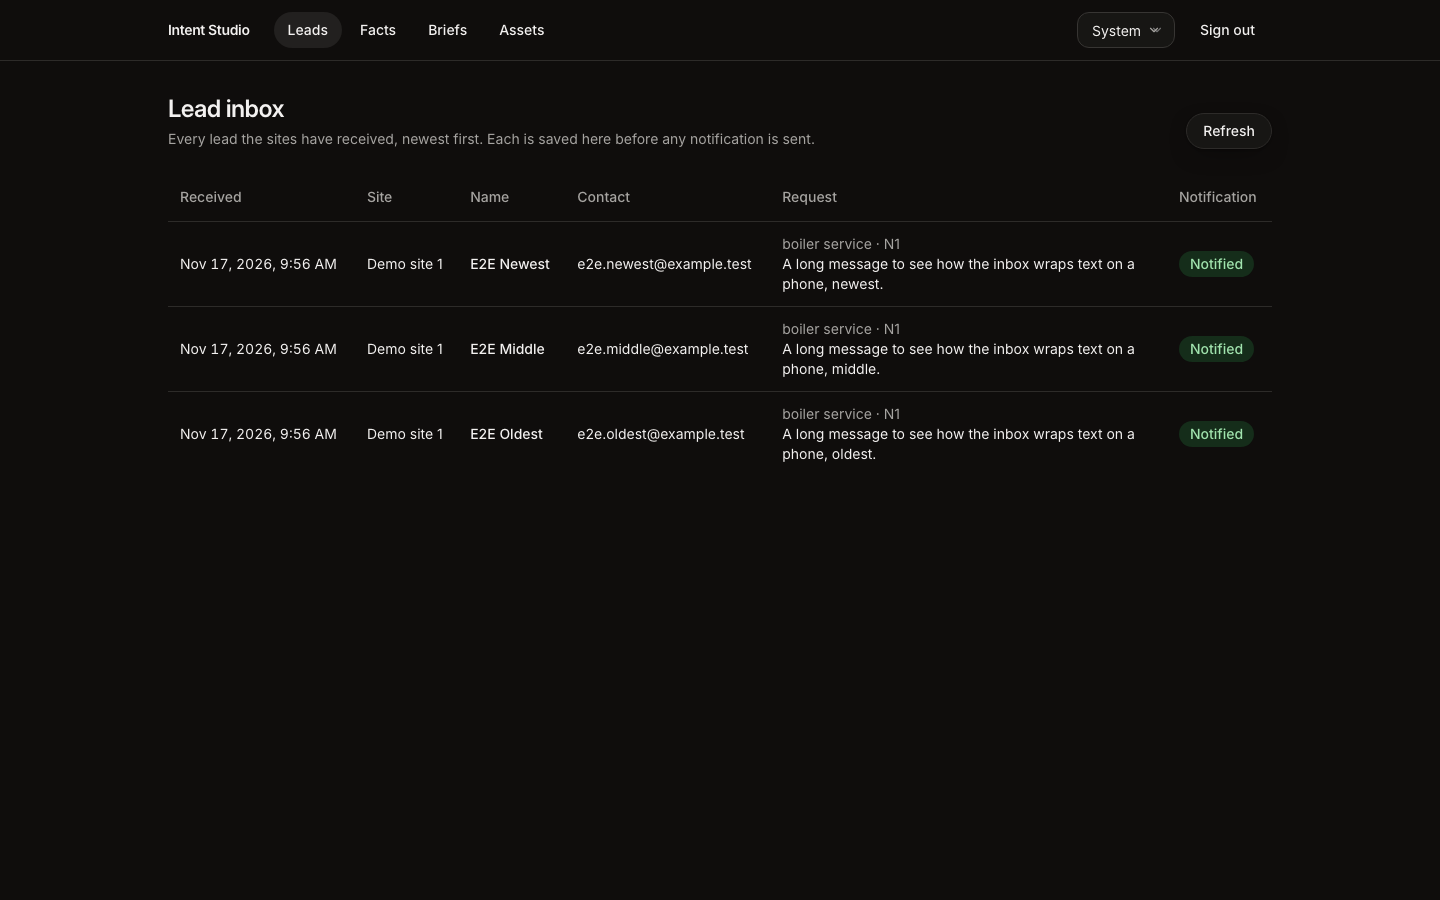 Intent Studio Leads Facts Briefs Assets System Sign out
Lead inbox
Every lead the sites have received, newest first. Each is saved here before any notification is sent.
Refresh
Received Site Name Contact Request Notification
boiler service · N1
Nov 17, 2026, 9:56 AM Demo site 1 E2E Newest e2e.newest@example.test A long message to see how the inbox wraps text on a Notified
phone, newest.
boiler service · N1
Nov 17, 2026, 9:56 AM Demo site 1 E2E Middle e2e.middle@example.test A long message to see how the inbox wraps text on a Notified
phone, middle.
boiler service · N1
Nov 17, 2026, 9:56 AM Demo site 1 E2E Oldest e2e.oldest@example.test A long message to see how the inbox wraps text on a Notified
phone, oldest.